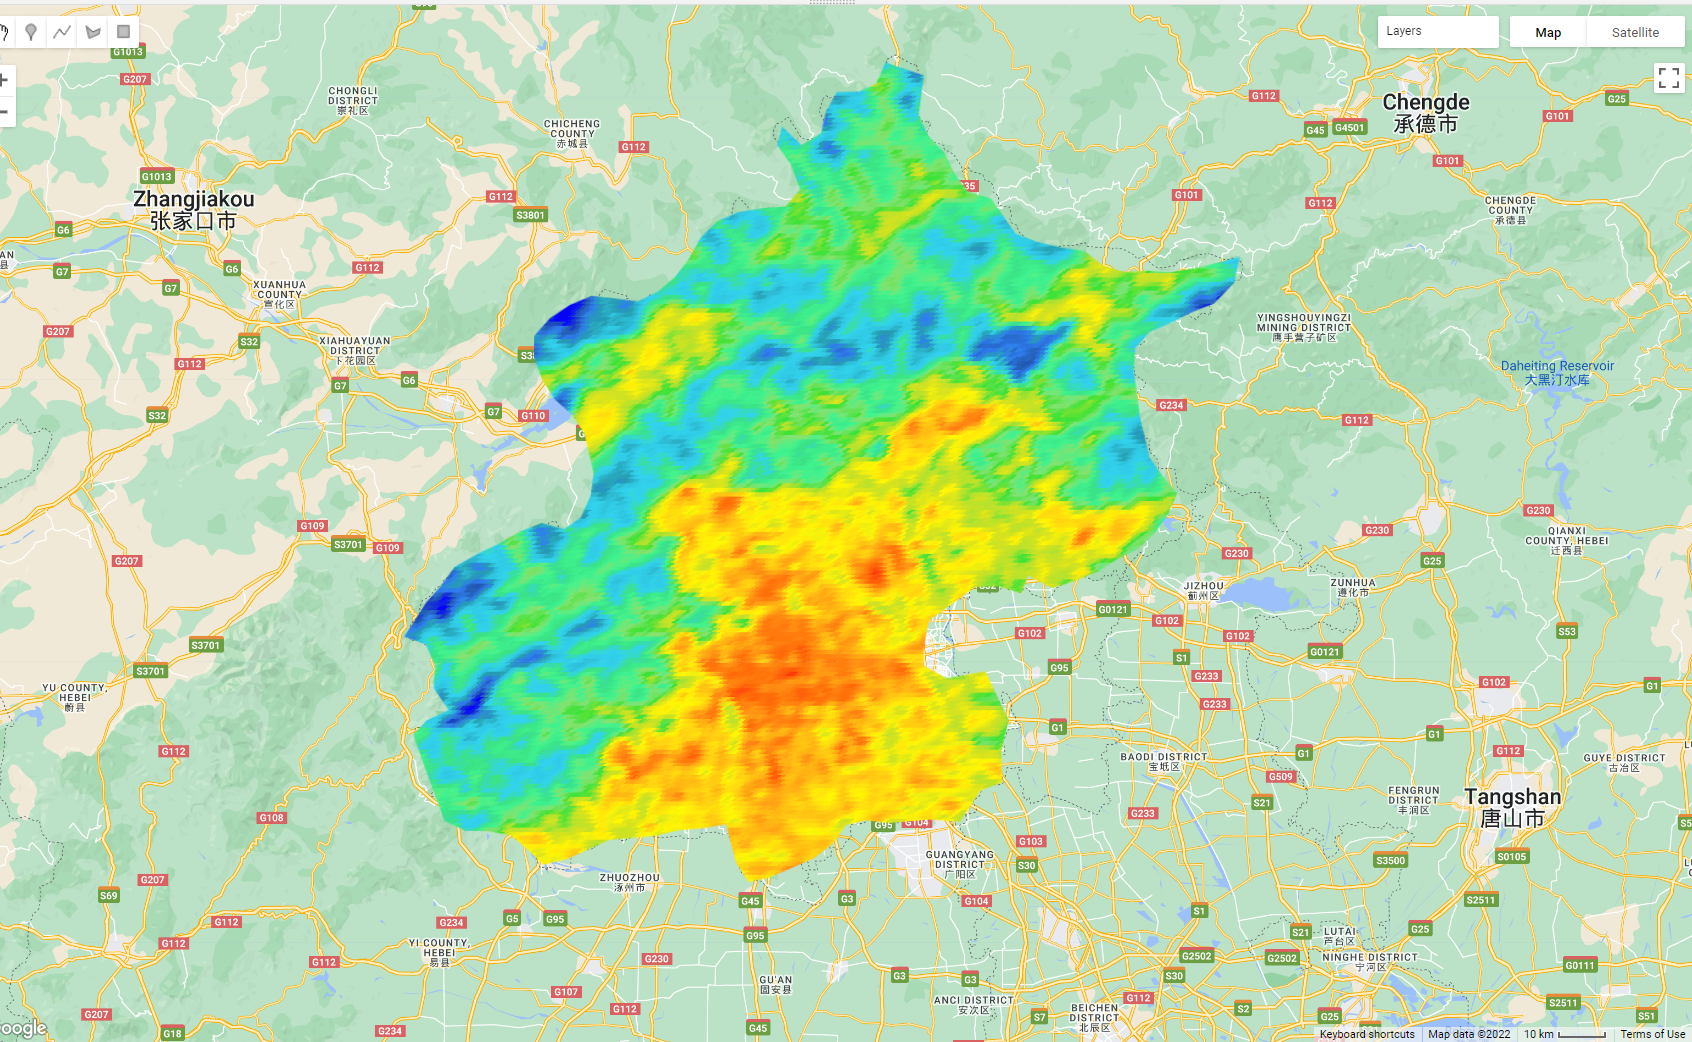 Layers
Map
Satellite
G1013
G207
CHONGLI
DISTRICT
崇礼区
CHICHENG
COUNTY
赤城县
G112
G112
Chengde
承德市
G25
G101
G45
G4501
G101
G1013
Zhangjiakou
张家口市
G112
S3801
G101
G112
CHENGDE
COUNTY
承德县
G6
G7
G6
G112
G7
XUANHUA
COUNTY
宣化区
G207
S32
XIAHUAYUAN
DISTRICT
下花园区
G112
G7
G6
YINGSHOUYINGZI
MINING DISTRICT
鹰手营子矿区
Daheiting Reservoir
大黑汀水库
S32
G7
G110
G234
G112
G109
S3701
G109
G207
G230
G230
QIANXI
COUNTY, HEBEI
迁西县
G230
G25
JIZHOU
蓟州区
ZUNHUA
遵化市
G0121
G102
G102
G102
S53
S3701
S3701
G95
S1
G0121
G233
G233
G102
G1
YU COUNTY,
HEBEI
蔚县
G1
G1
G1
G112
G112
BAODI DISTRICT
宝坻区
G509
GUYE DISTRICT
古冶区
FENGRUN
DISTRICT
丰润区
Tangshan
唐山市
S21
G233
G108
G95
G104
G103
GUANGYANG
DISTRICT
广阳区
S30
S3500
S0105
ZHUOZHOU
涿州市
G207
S69
G45
G3
G104
S2511
S1
G112
G234
G5
G95
G95
S21
LUTAI
芦台区
G25
G112
YI COUNTY,
HEBEI
易县
G112
G230
G2502
G2502
NINGHE DISTRICT
宁河区
G0111
GU'AN
固安县
G3
G3
S30
G107
G112
ANCI DISTRICT
安次区
G112
BEICHEN
DISTRICT
北辰区
S2
S2511
S7
G25
S51
G207
G18
G234
G45
oogle
Keyboard shortcuts
Map data ©2022
10 km
Terms of Use